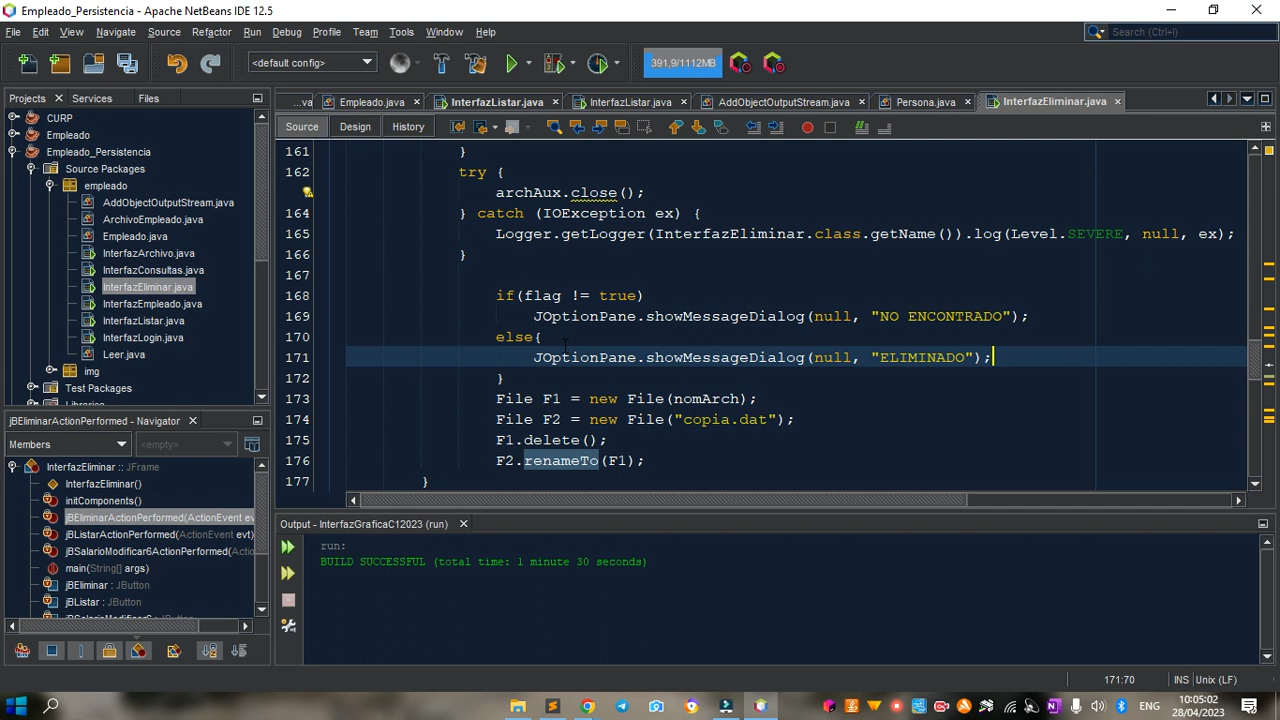 Empleado_Persistencia - Apache NetBeans IDE 12.5
File Edit View Navigate Source Refactor Run Debug Profile Team Tools Window Help
Search (Ctrl+I)
<default config>
391,9/1112MB
Projects Services Files
...va Empleado.java InterfazListar.java InterfazListar.java AddObjectOutputStream.java Persona.java InterfazEliminar.java
Source Design History
CURP
Empleado
Empleado_Persistencia
Source Packages
empleado
AddObjectOutputStream.java
ArchivoEmpleado.java
Empleado.java
InterfazArchivo.java
InterfazConsultas.java
InterfazEliminar.java
InterfazEmpleado.java
InterfazListar.java
InterfazLogin.java
Leer.java
img
Test Packages
Libraries
161 }
162 try {
archAux.close();
164 } catch (IOException ex) {
165 Logger.getLogger(InterfazEliminar.class.getName()).log(Level.SEVERE, null, ex);
166 }
167
168 if(flag != true)
169 JOptionPane.showMessageDialog(null, "NO ENCONTRADO");
170 else{
171 JOptionPane.showMessageDialog(null, "ELIMINADO");
172 }
173 File F1 = new File(nomArch);
174 File F2 = new File("copia.dat");
175 F1.delete();
176 F2.renameTo(F1);
177 }
jBEliminarActionPerformed - Navigator
Members <empty>
InterfazEliminar :: JFrame
InterfazEliminar()
initComponents()
jBEliminarActionPerformed(ActionEvent ev
jBListarActionPerformed(ActionEvent evt)
jBSalarioModificar6ActionPerformed(Actio
main(String[] args)
jBEliminar : JButton
jBListar : JButton
jBSalarioModificar6 : JButton
Output - InterfazGraficaC12023 (run)
run:
BUILD SUCCESSFUL (total time: 1 minute 30 seconds)
171:70 INS Unix (LF)
ENG
10:05:02
28/04/2023